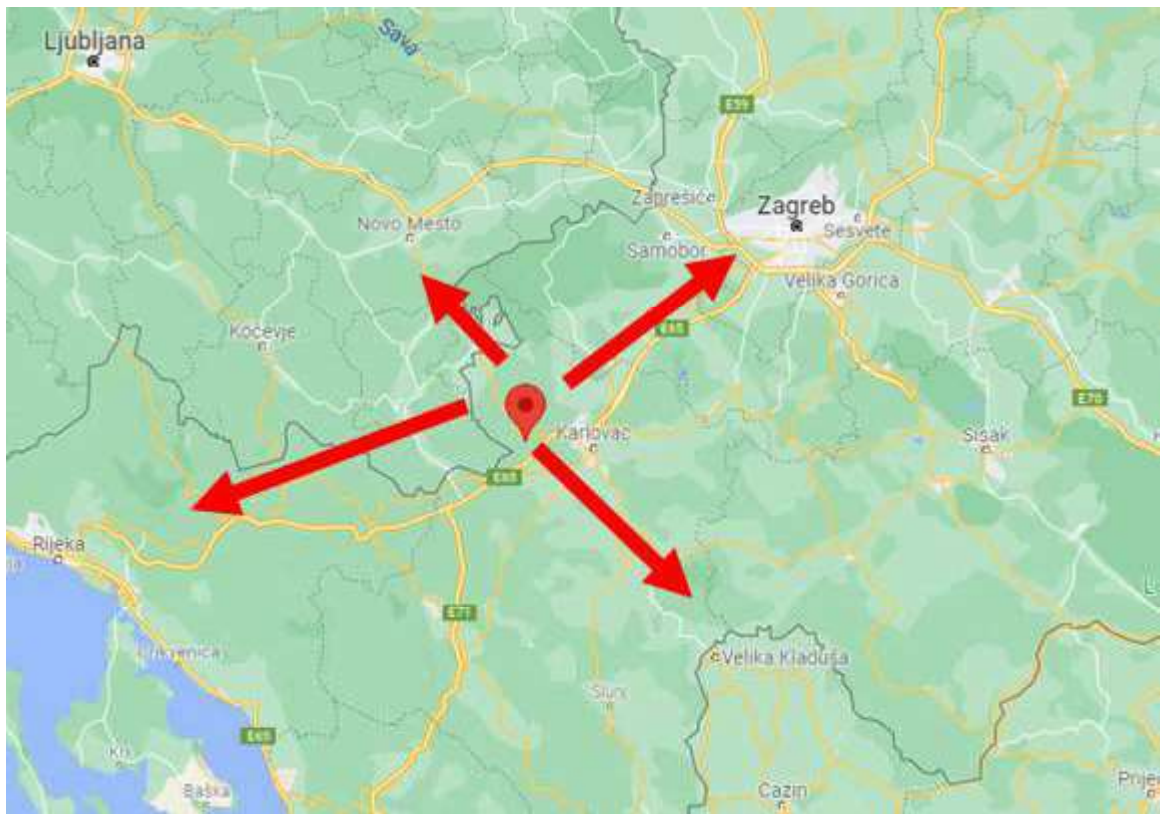 Ljubljana
Sava
E59
Zaprešić
Zagreb
Sesvete
Novo Mesto
Samobor
Velika Gorica
Kočevje
E65
E70
Karlovac
Sisak
E65
Rijeka
E71
Crikvenica
Velika Kladuša
Slunj
E65
Krk
Baška
Cazin
Prije